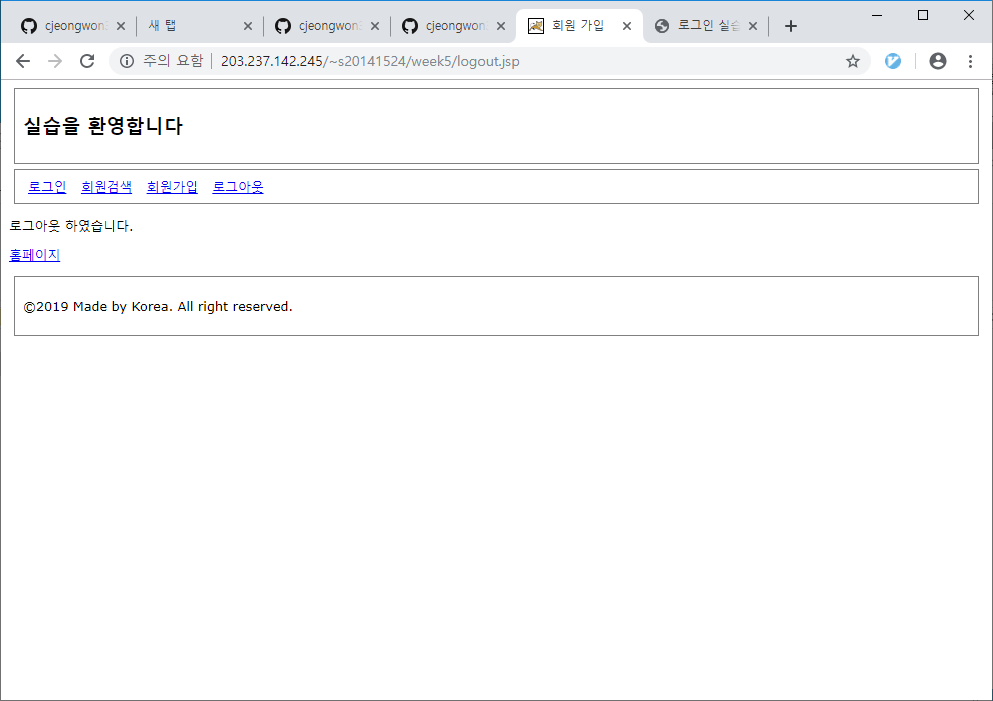 cjeongwon
새 탭
cjeongwon
cjeongwon
회원 가입
로그인 실습
주의 요함
203.237.142.245/~s20141524/week5/logout.jsp
실습을 환영합니다
로그인 회원검색 회원가입 로그아웃
로그아웃 하였습니다.
홈페이지
©2019 Made by Korea. All right reserved.